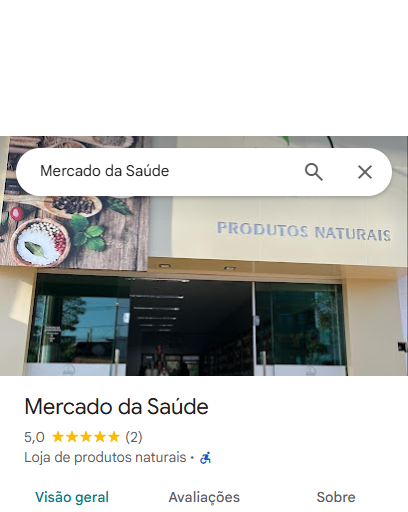 Mercado da Saúde
PRODUTOS NATURAIS
Mercado da Saúde
5,0 (2)
Loja de produtos naturais ·
Visão geral Avaliações Sobre